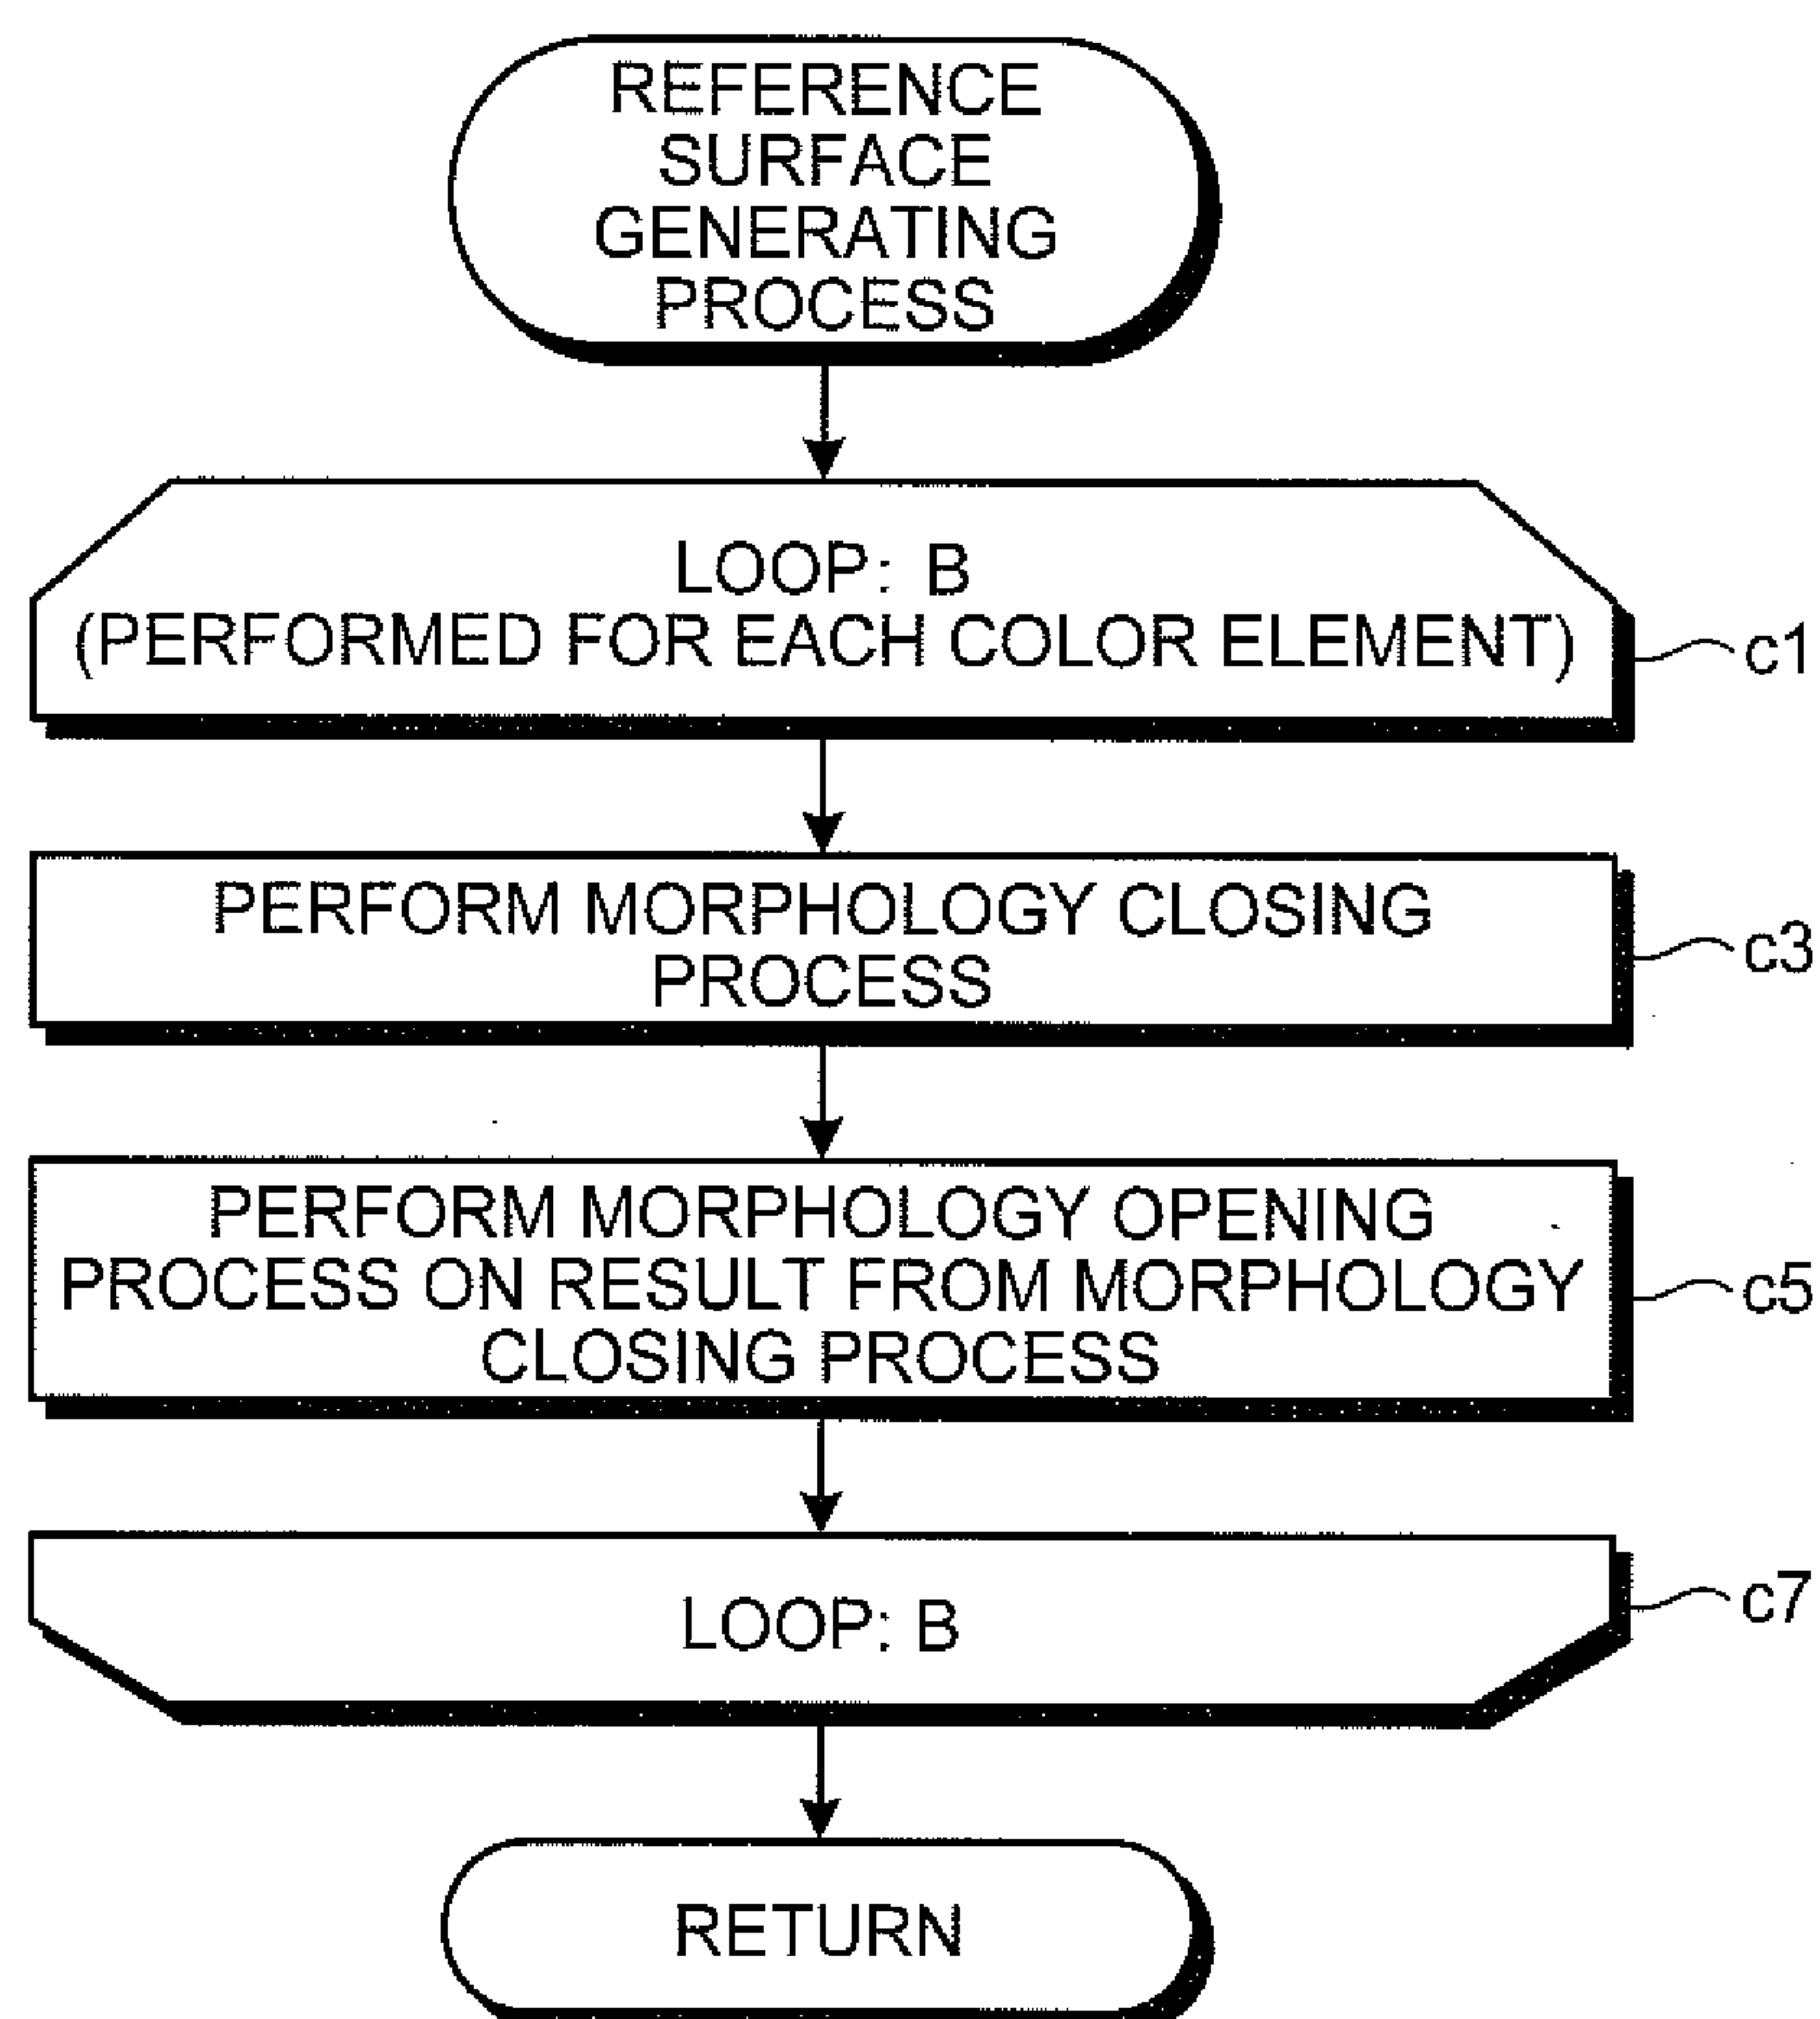 REFERENCE
SURFACE
GENERATING
PROCESS
LOOP: B
(PERFORMED FOR EACH COLOR ELEMENT)
c1
PERFORM MORPHOLOGY CLOSING
PROCESS
c3
PERFORM MORPHOLOGY OPENING
PROCESS ON RESULT FROM MORPHOLOGY
CLOSING PROCESS
c5
LOOP: B
c7
RETURN